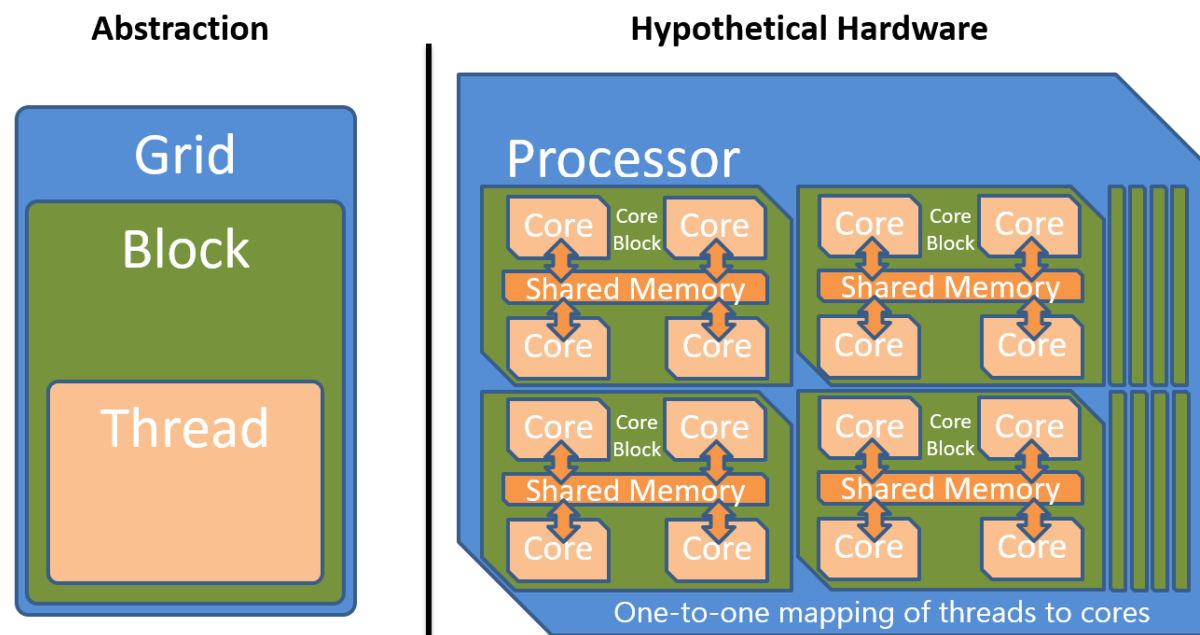 Abstraction
Hypothetical Hardware
Grid
Block
Thread
Processor
Core
Core
Block
Core
Shared Memory
Core
Core
Core
Core
Block
Core
Shared Memory
Core
Core
Core
Core
Block
Core
Shared Memory
Core
Core
Core
Core
Block
Core
Shared Memory
Core
Core
One-to-one mapping of threads to cores